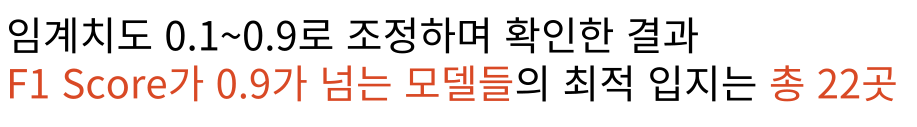 임계치도 0.1~0.9로 조정하며 확인한 결과
F1 Score가 0.9가 넘는 모델들의 최적 입지는 총 22곳